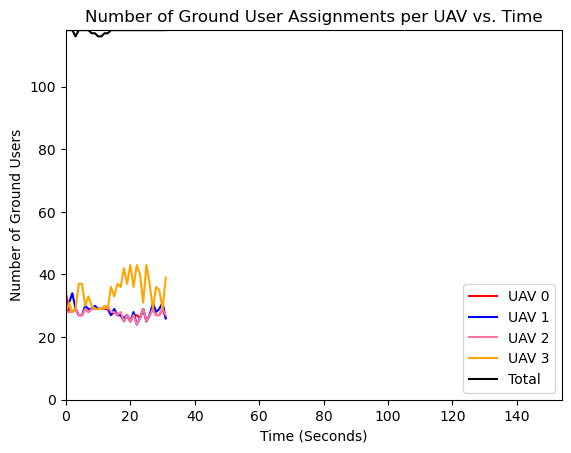 Number of Ground User Assignments per UAV vs. Time
Number of Ground Users
100
80
60
40
20
0
0 20 40 60 80 100 120 140
Time (Seconds)
UAV 0
UAV 1
UAV 2
UAV 3
Total